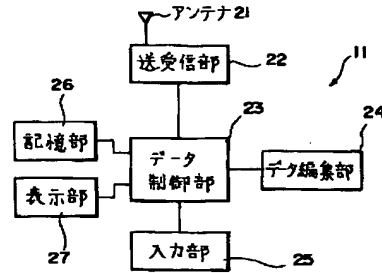 アンテナ21
送受信部
22
11
26
23
24
記憶部
データ
制御部
データ編集部
表示部
27
入力部
25